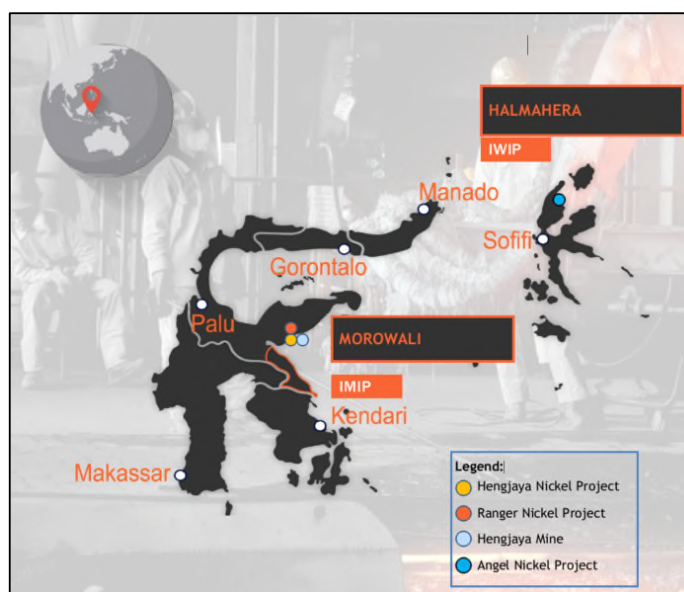 HALMAHERA
IWIP
Manado
Sofifi
Gorontalo
Palu
MOROWALI
IMIP
Kendari
Makassar
Legend:
Hengjaya Nickel Project
Ranger Nickel Project
Hengjaya Mine
Angel Nickel Project